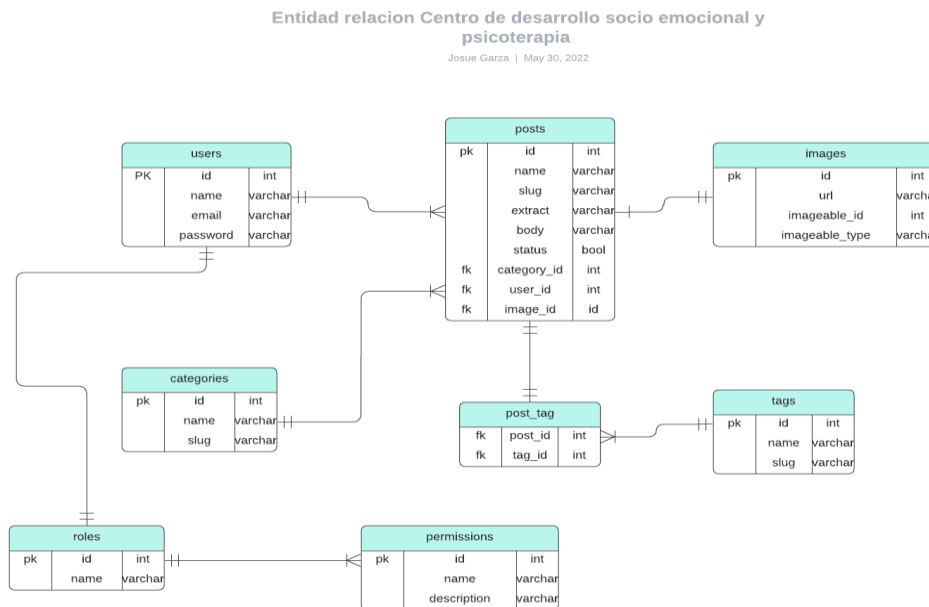 Entidad relacion Centro de desarrollo socio emocional y
psicoterapia
Josue Garza | May 30, 2022
users
PK id int
name varchar
email varchar
password varchar
posts
pk id int
name varchar
slug varchar
extract varchar
body varchar
status bool
fk category_id int
fk user_id int
fk image_id id
images
pk id int
url varcha
imageable_id int
imageable_type varcha
categories
pk id int
name varchar
slug varchar
post_tag
fk post_id int
fk tag_id int
tags
pk id int
name varchar
slug varchar
roles
pk id int
name varchar
permissions
pk id int
name varchar
description varchar